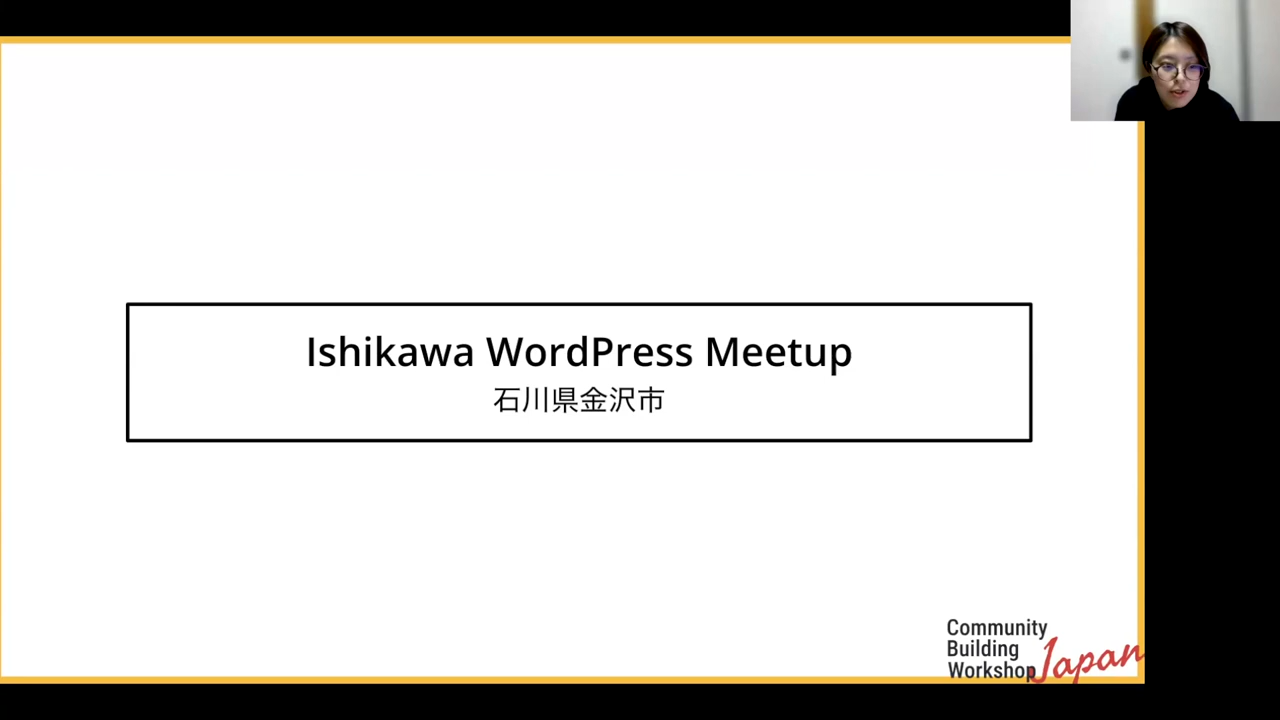 Ishikawa WordPress Meetup
石川県金沢市
Community
Building
Workshop Japan